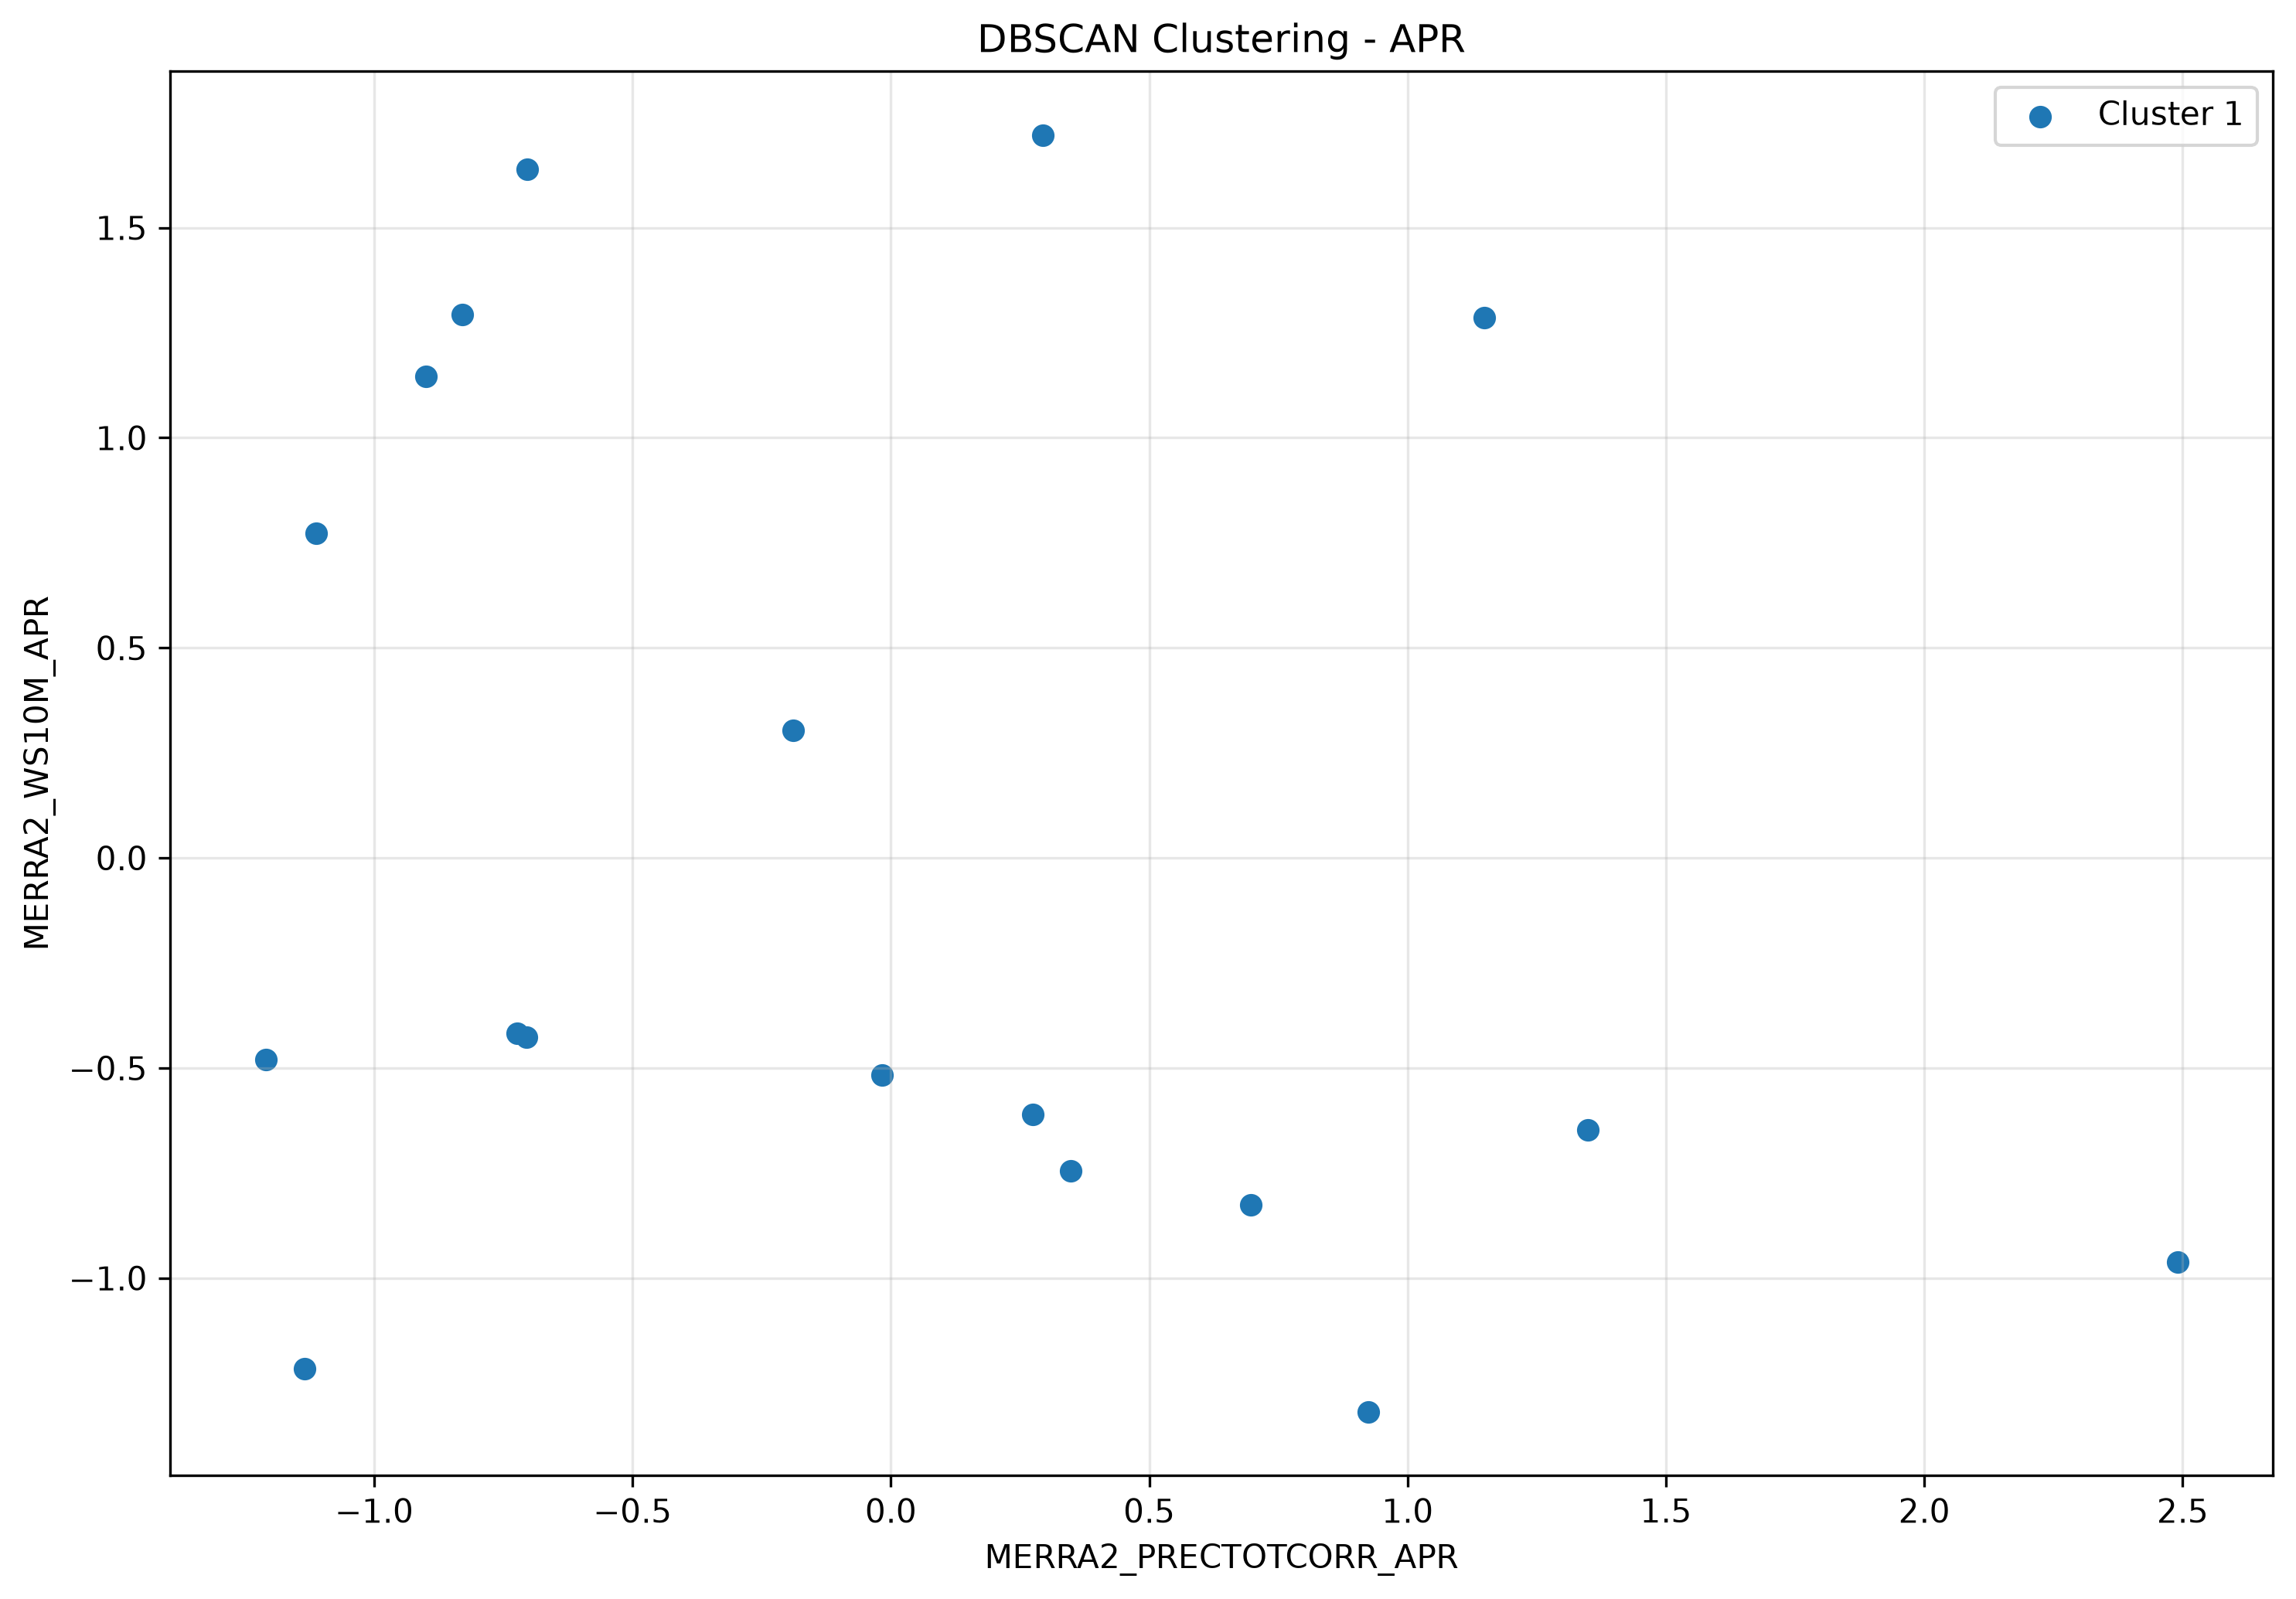 DBSCAN Clustering - APR
Cluster 1
MERRA2_WS10M_APR
1.5
1.0
0.5
0.0
−0.5
−1.0
−1.0 −0.5 0.0 0.5 1.0 1.5 2.0 2.5
MERRA2_PRECTOTCORR_APR